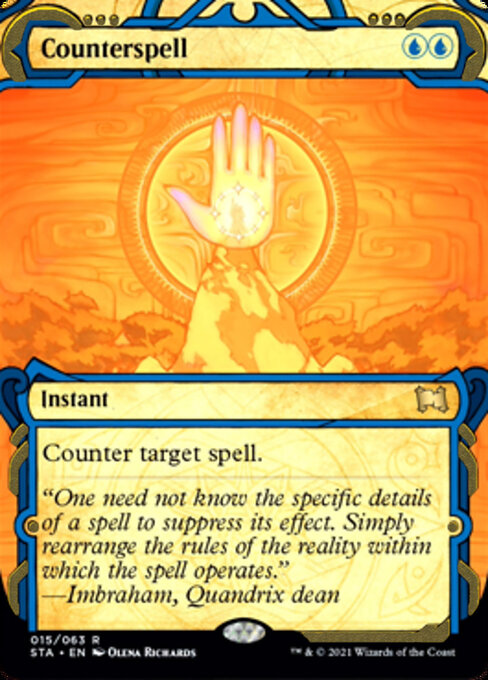 Counterspell
Instant
Counter target spell.
“One need not know the specific details
of a spell to suppress its effect. Simply
rearrange the rules of the reality within
which the spell operates.”
—Imbraham, Quandrix dean
015/063 R
STA • EN Olena Richards
™ & © 2021 Wizards of the Coast